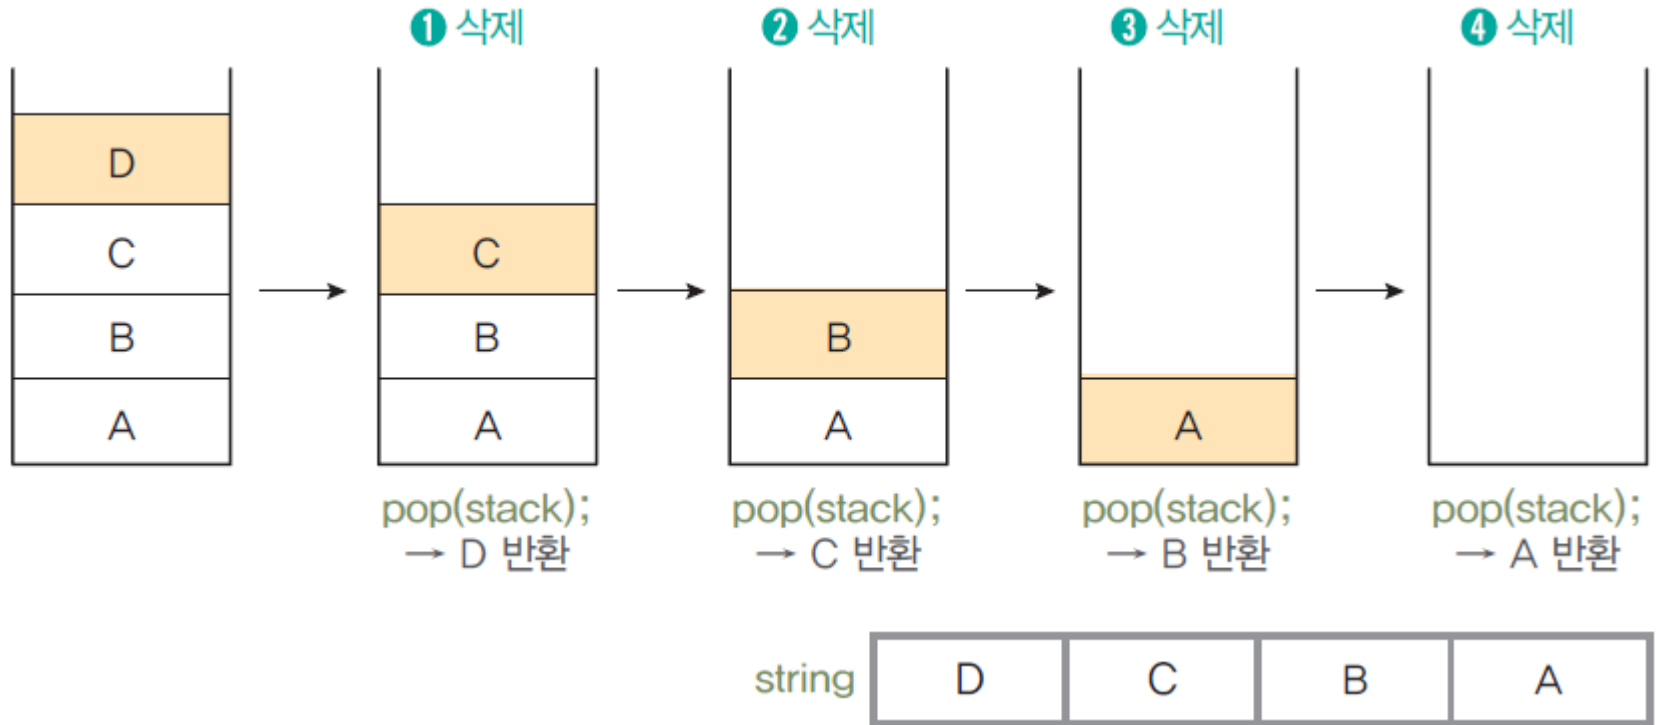 ❶ 삭제
❷ 삭제
❸ 삭제
❹ 삭제
D
C
B
A
C
B
A
B
A
A
pop(stack);
→ D 반환
pop(stack);
→ C 반환
pop(stack);
→ B 반환
pop(stack);
→ A 반환
string D C B A